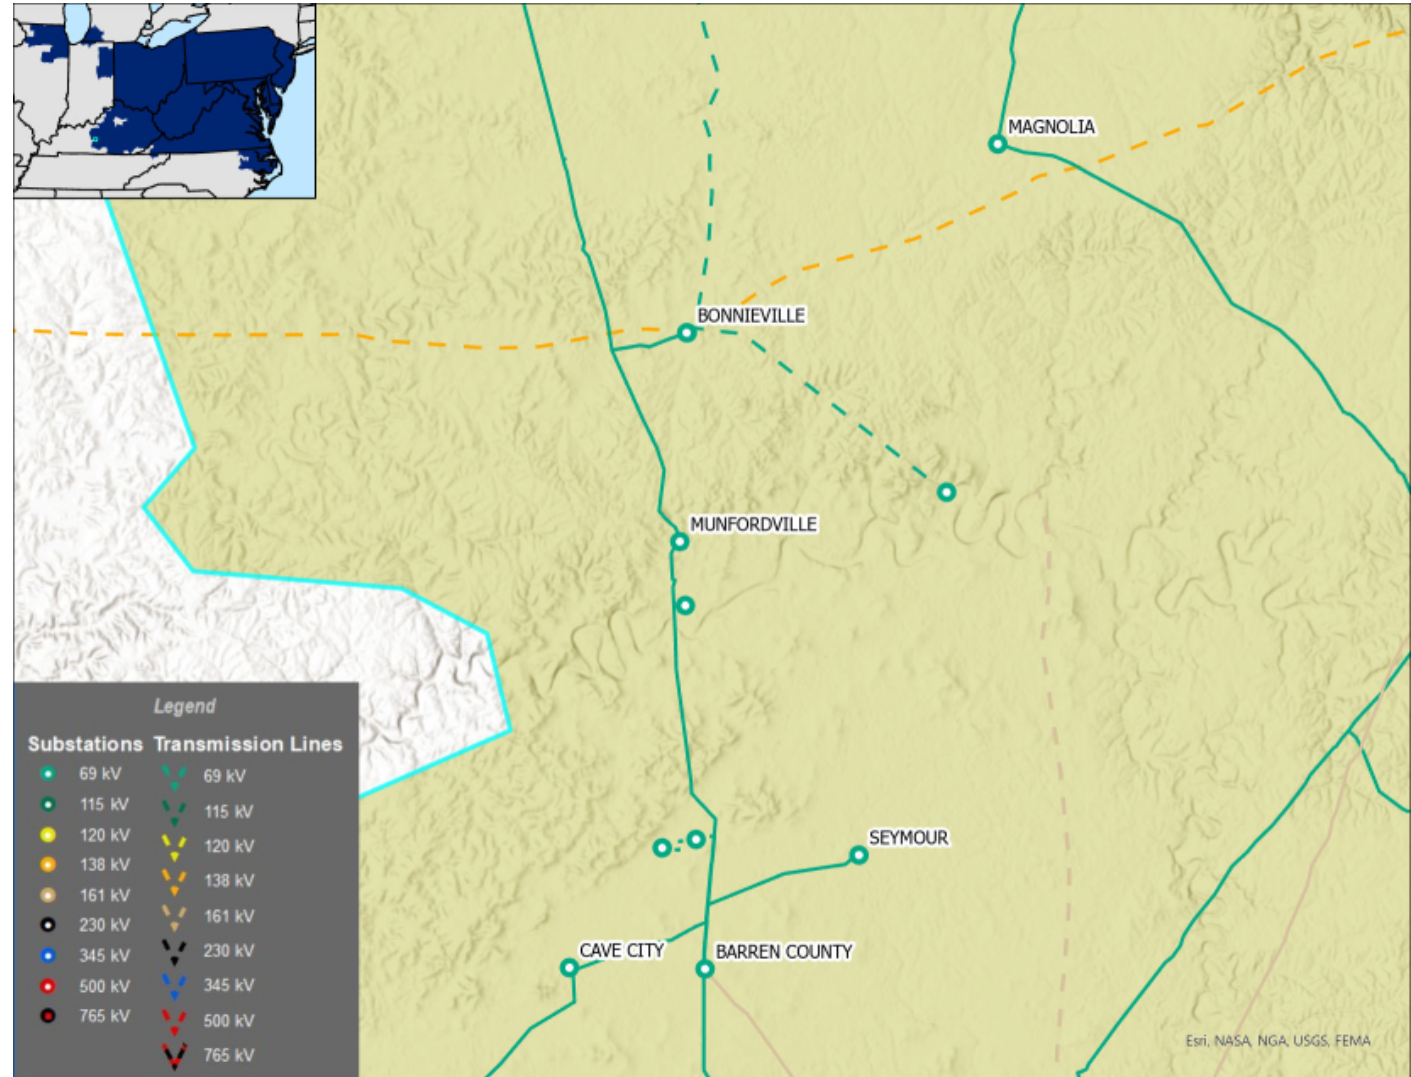 MAGNOLIA
BONNIEVILLE
MUNFORDVILLE
SEYMOUR
CAVE CITY
BARREN COUNTY
Legend
Substations Transmission Lines
69 kV 69 kV
115 kV 115 kV
120 kV 120 kV
138 kV 138 kV
161 kV 161 kV
230 kV 230 kV
345 kV 345 kV
500 kV 500 kV
765 kV 765 kV
Esri, NASA, NGA, USGS, FEMA